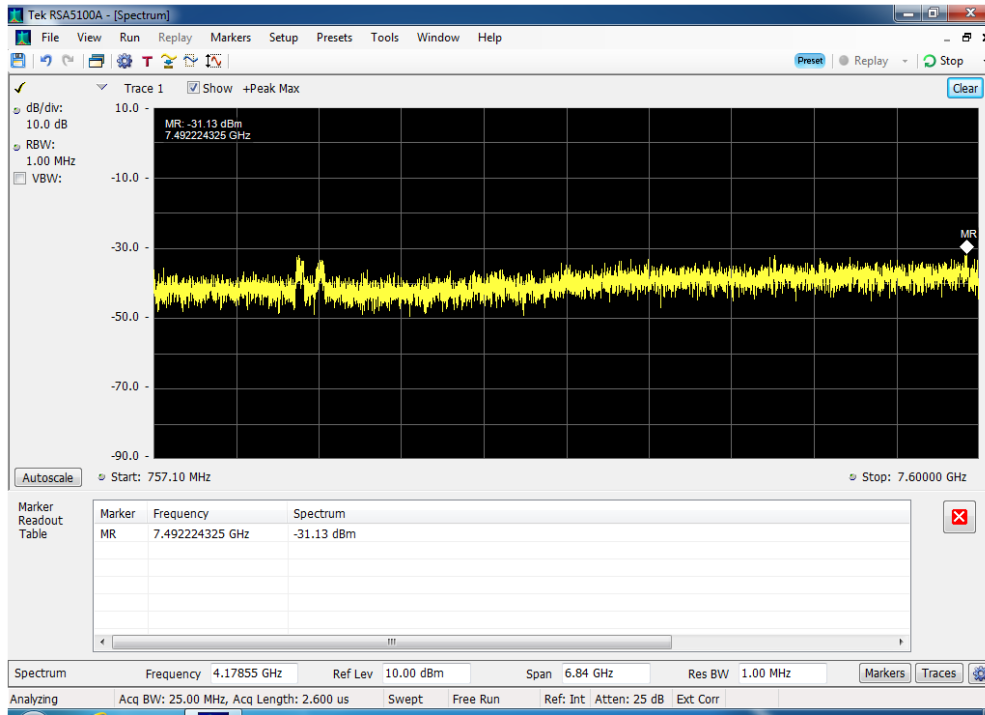 Tek RSA5100A - [Spectrum]
File View Run Replay Markers Setup Presets Tools Window Help
T Preset Replay Stop
Trace 1 Show +Peak Max Clear
dB/div: 10.0 dB
RBW: 1.00 MHz
VBW:
10.0
-10.0
-30.0
-50.0
-70.0
-90.0
MR: -31.13 dBm
7.492224325 GHz
MR
Autoscale Start: 757.10 MHz Stop: 7.60000 GHz
Marker Readout Table
Marker Frequency Spectrum
MR 7.492224325 GHz -31.13 dBm
Spectrum Frequency 4.17855 GHz Ref Lev 10.00 dBm Span 6.84 GHz Res BW 1.00 MHz Markers Traces
Analyzing Acq BW: 25.00 MHz, Acq Length: 2.600 us Swept Free Run Ref: Int Atten: 25 dB Ext Corr